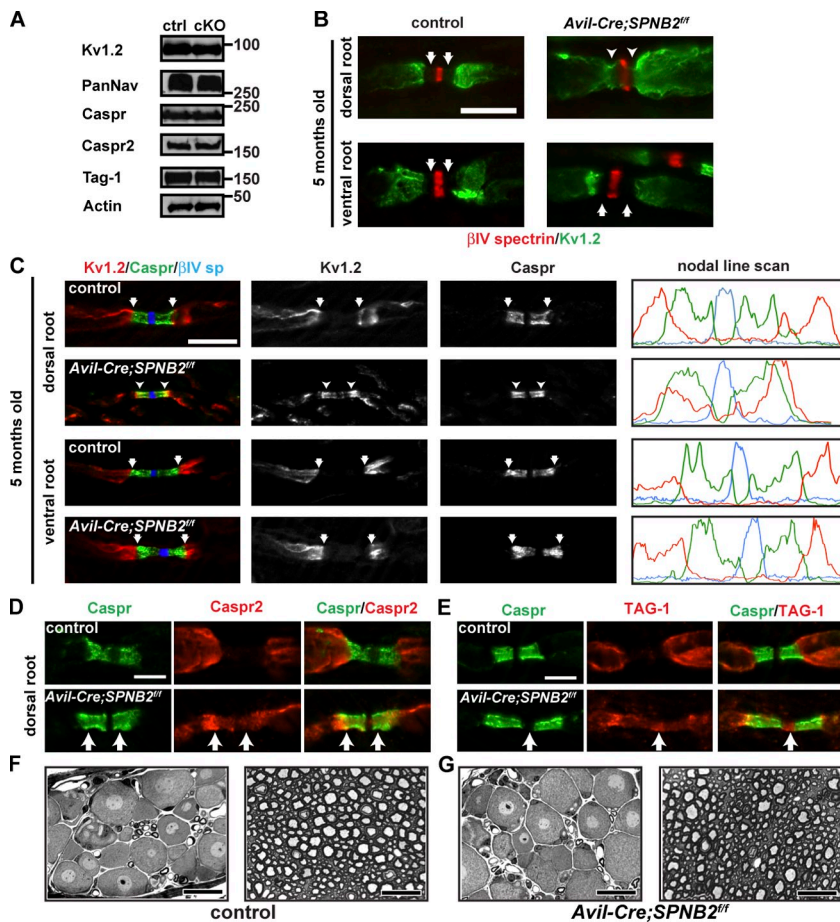 A
ctrl cKO
Kv1.2
100
PanNav
250
Caspr
250
Caspr2
150
Tag-1
150
Actin
50
B
control
Avil-Cre;SPNB2f/f
5 months old
dorsal root
ventral root
βIV spectrin/Kv1.2
C
Kv1.2/Caspr/βIV sp
Kv1.2
Caspr
nodal line scan
5 months old
dorsal root
control
Avil-Cre;SPNB2f/f
ventral root
control
Avil-Cre;SPNB2f/f
D
Caspr
Caspr2
Caspr/Caspr2
dorsal root
control
Avil-Cre;SPNB2f/f
E
Caspr
TAG-1
Caspr/TAG-1
control
Avil-Cre;SPNB2f/f
F
control
G
Avil-Cre;SPNB2f/f